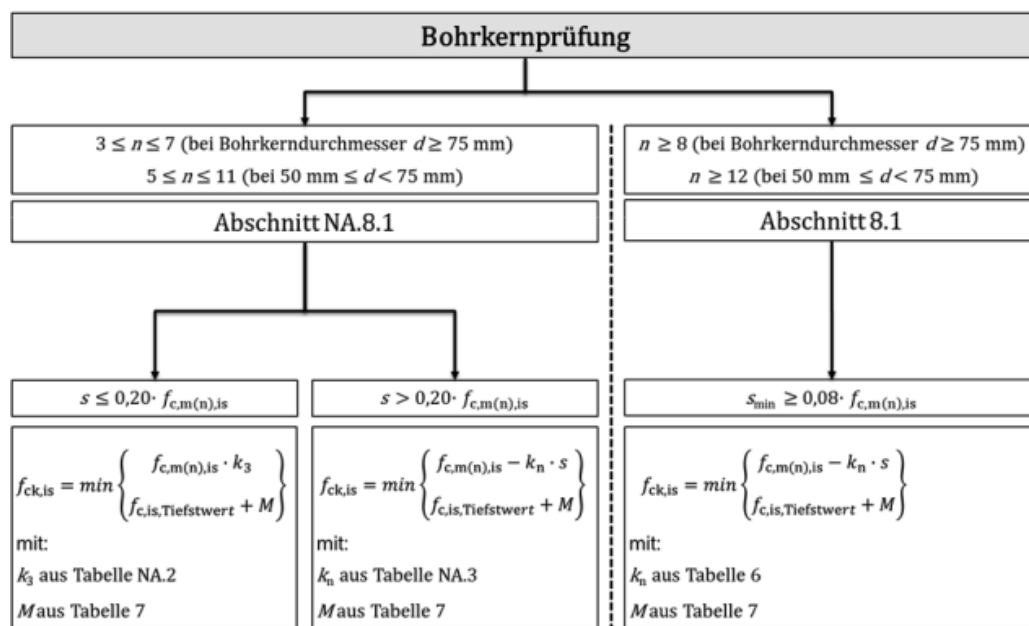 Bohrkernprüfung
3 ≤ n ≤ 7 (bei Bohrkerndurchmesser d ≥ 75 mm)
5 ≤ n ≤ 11 (bei 50 mm ≤ d < 75 mm)
Abschnitt NA.8.1
n ≥ 8 (bei Bohrkerndurchmesser d ≥ 75 mm)
n ≥ 12 (bei 50 mm ≤ d < 75 mm)
Abschnitt 8.1
s ≤ 0,20· f_c,m(n),is
f_ck,is = min { f_c,m(n),is · k_3
f_c,is,Tiefstwert + M }
mit:
k_3 aus Tabelle NA.2
M aus Tabelle 7
s > 0,20· f_c,m(n),is
f_ck,is = min { f_c,m(n),is − k_n · s
f_c,is,Tiefstwert + M }
mit:
k_n aus Tabelle NA.3
M aus Tabelle 7
s_min ≥ 0,08· f_c,m(n),is
f_ck,is = min { f_c,m(n),is − k_n · s
f_c,is,Tiefstwert + M }
mit:
k_n aus Tabelle 6
M aus Tabelle 7